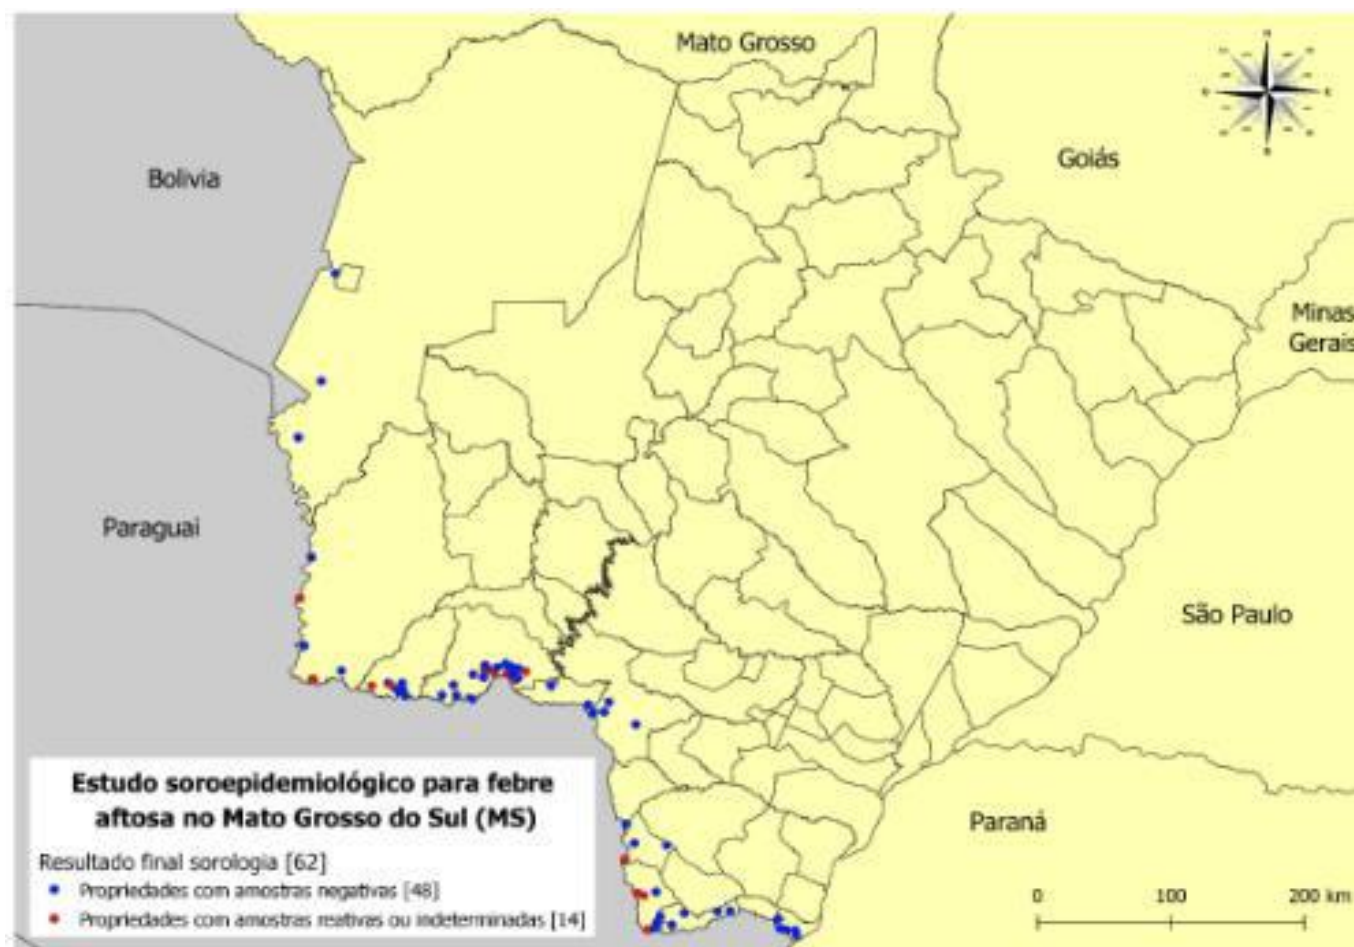 Mato Grosso
Goiás
Bolivia
Minas
Gerais
Paraguai
São Paulo
Estudo soroepidemiológico para febre
aftosa no Mato Grosso do Sul (MS)
Resultado final sorologia [62]
Propriedades com amostras negativas [48]
Propriedades com amostras reativas ou indeterminadas [14]
Paraná
0 100 200 km